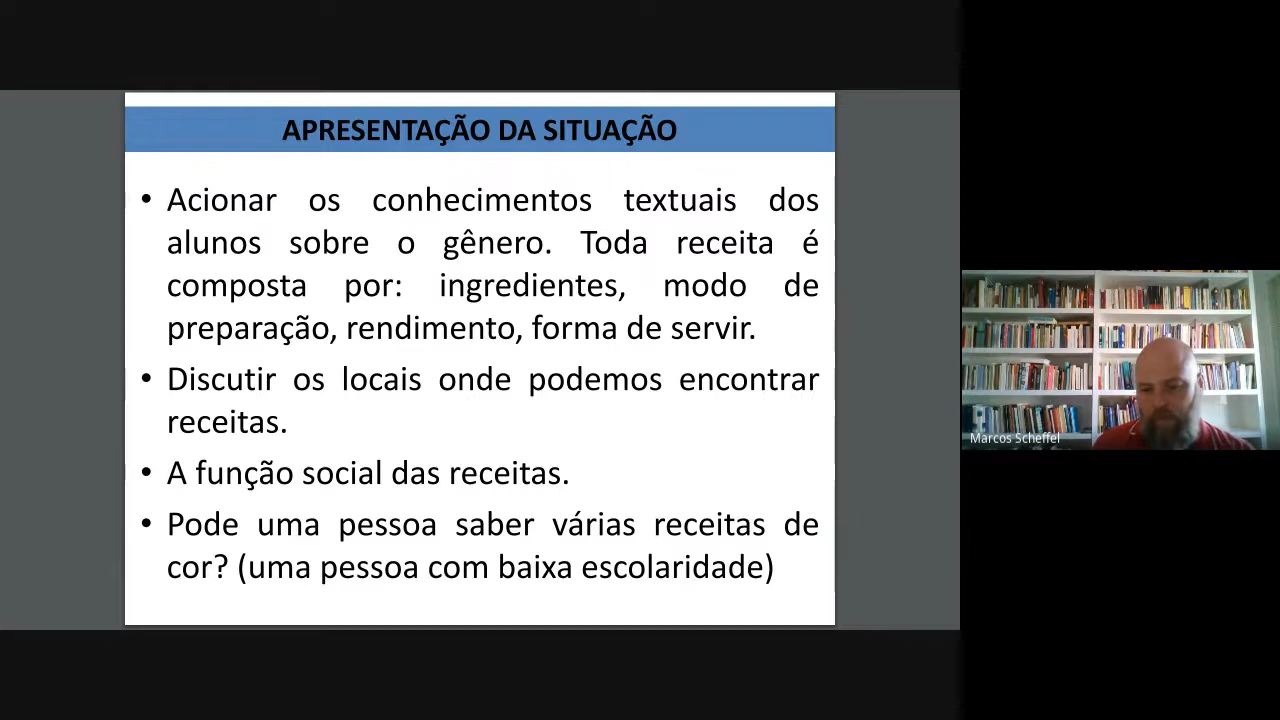 APRESENTAÇÃO DA SITUAÇÃO
• Acionar os conhecimentos textuais dos
alunos sobre o gênero. Toda receita é
composta por: ingredientes, modo de
preparação, rendimento, forma de servir.
• Discutir os locais onde podemos encontrar
receitas.
• A função social das receitas.
• Pode uma pessoa saber várias receitas de
cor? (uma pessoa com baixa escolaridade)
Marcos Scheffel